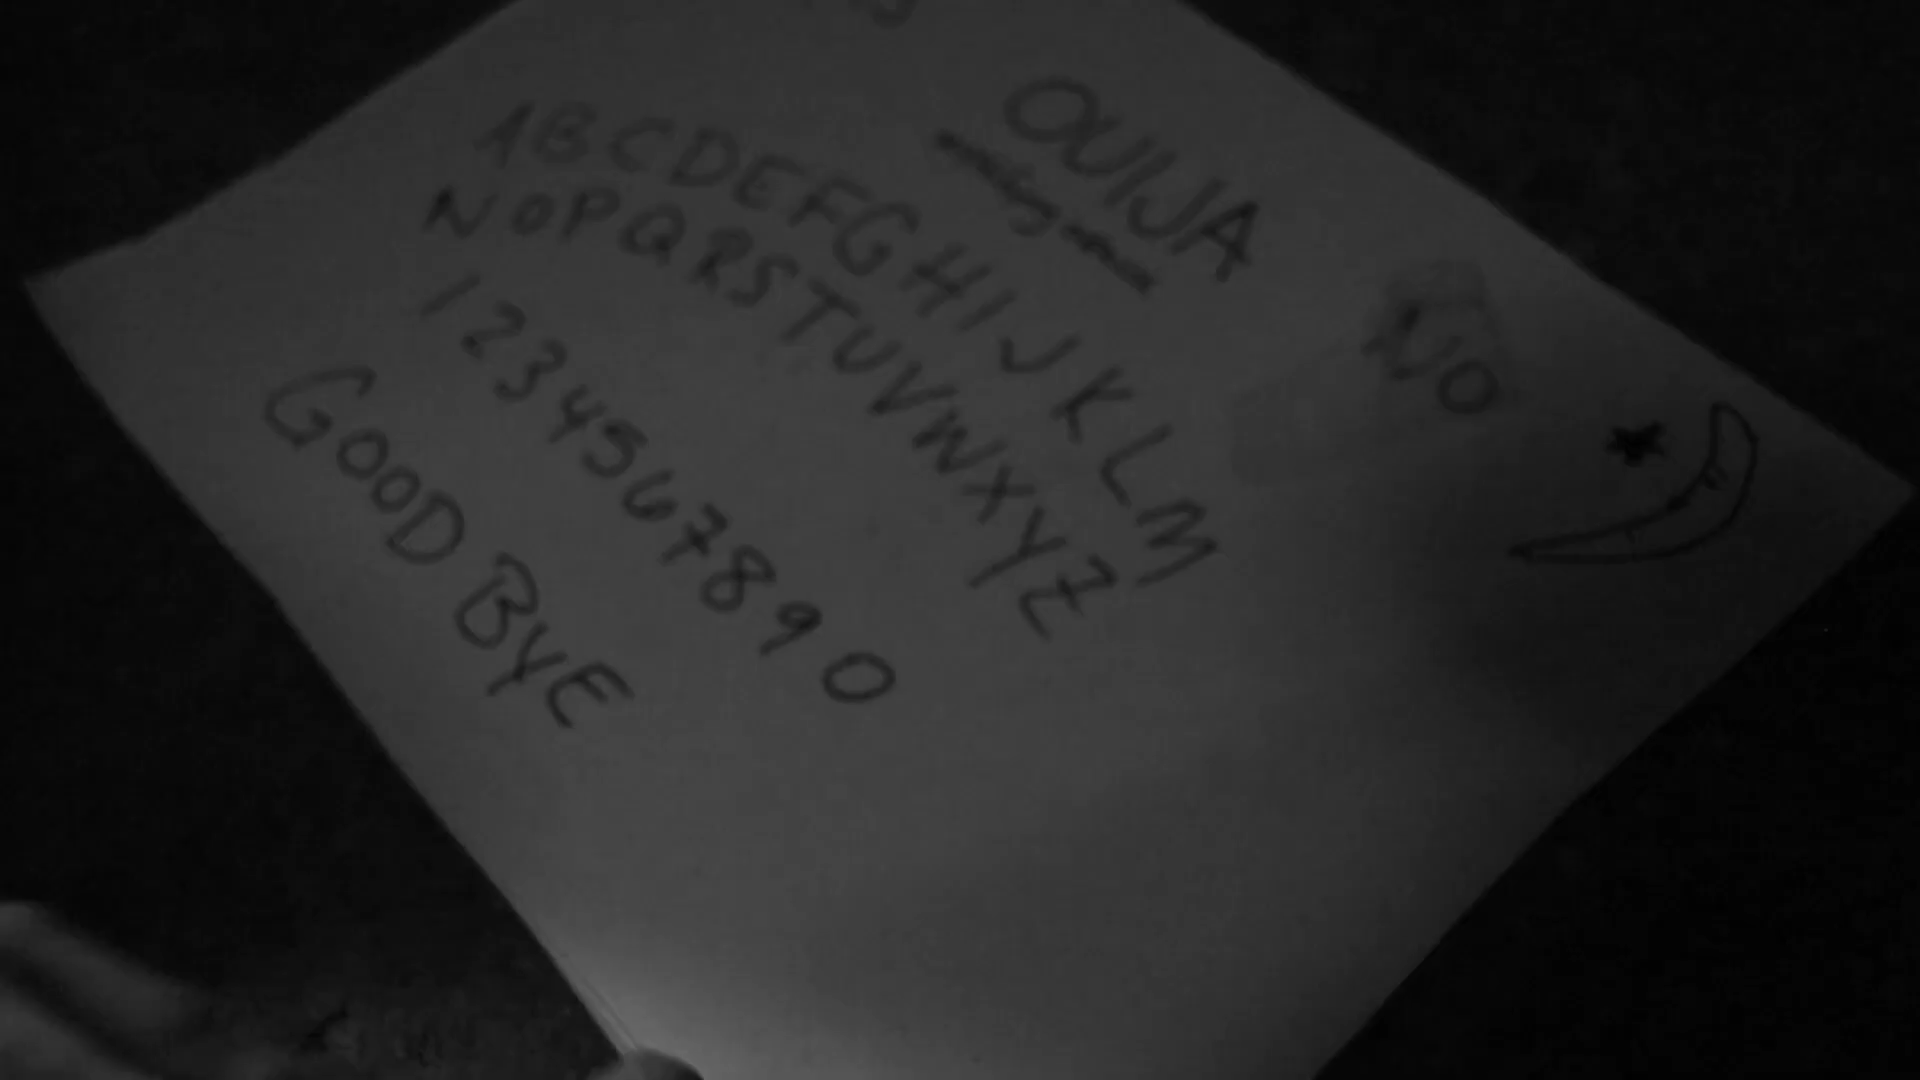 OUIJA
NO
ABCDEFGHIJKLM
NOPQRSTUVWXYZ
1234567890
GOOD BYE